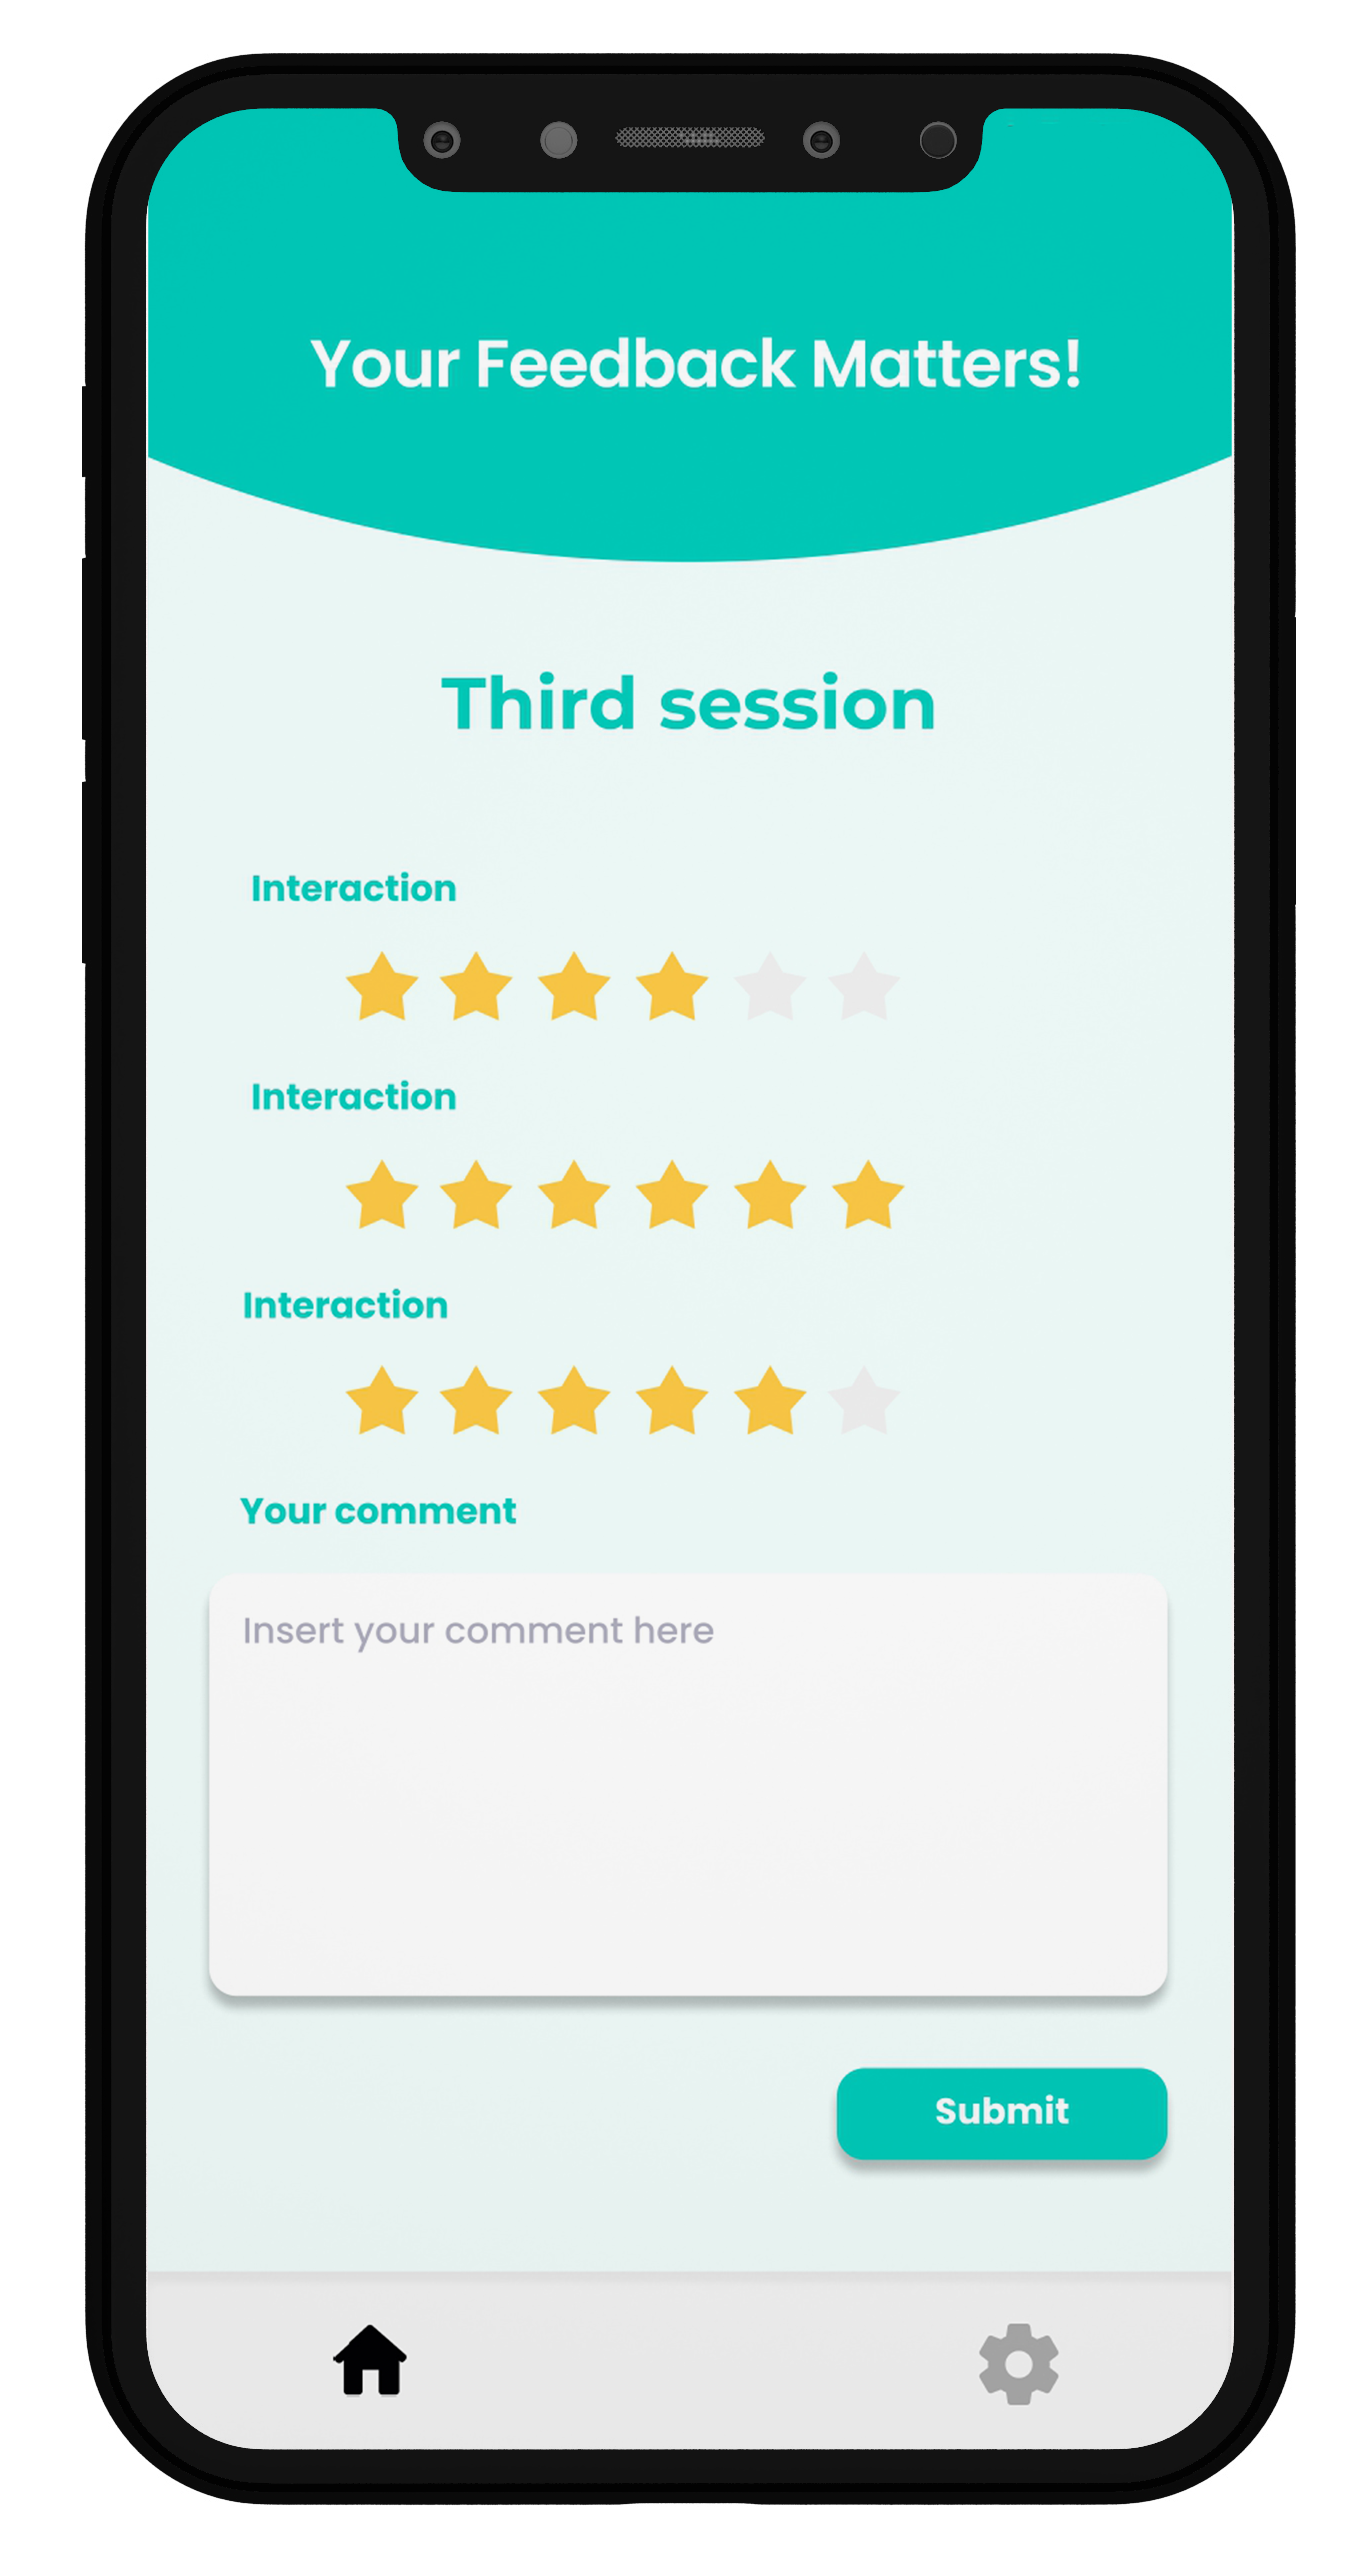 Your Feedback Matters!
Third session
Interaction
Interaction
Interaction
Your comment
Insert your comment here
Submit